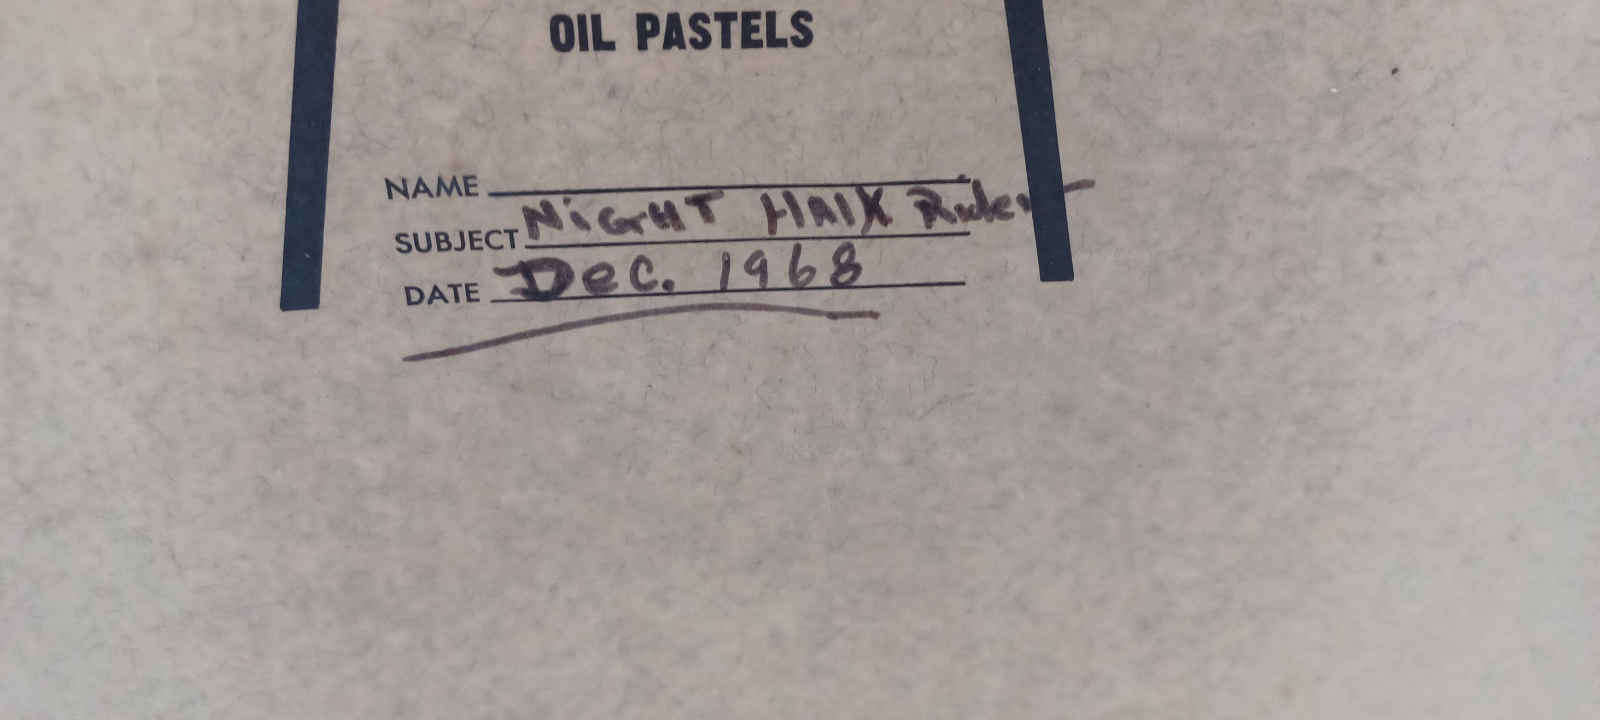 OIL PASTELS
NAME
SUBJECT NiGHT
DATE Dec. 1968